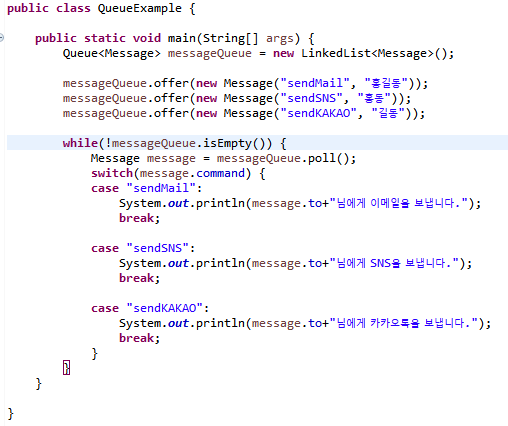 public class QueueExample {
public static void main(String[] args) {
Queue<Message> messageQueue = new LinkedList<Message>();
messageQueue.offer(new Message("sendMail", "홍길동"));
messageQueue.offer(new Message("sendSNS", "홍동"));
messageQueue.offer(new Message("sendKAKAO", "길동"));
while(!messageQueue.isEmpty()) {
Message message = messageQueue.poll();
switch(message.command) {
case "sendMail":
System.out.println(message.to+"님에게 이메일을 보냅니다.");
break;
case "sendSNS":
System.out.println(message.to+"님에게 SNS을 보냅니다.");
break;
case "sendKAKAO":
System.out.println(message.to+"님에게 카카오록을 보냅니다.");
break;
}
}
}
}